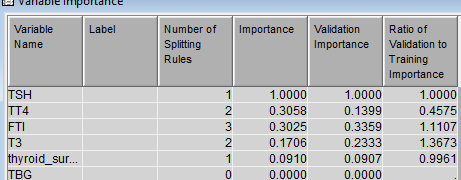 Variable Importance
Variable Name Label Number of Splitting Rules Importance Validation Importance Ratio of Validation to Training Importance
TSH 1 1.0000 1.0000 1.0000
TT4 2 0.3058 0.1399 0.4575
FTI 3 0.3025 0.3359 1.1107
T3 2 0.1706 0.2333 1.3673
thyroid_sur... 1 0.0910 0.0907 0.9961
TBG 0 0.0000 0.0000 .